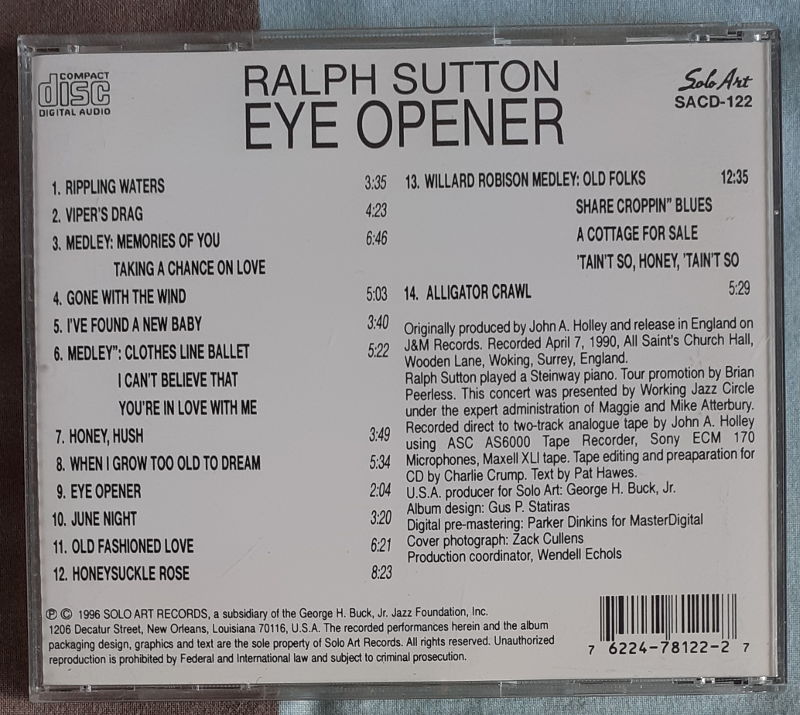 COMPACT
disc
DIGITAL AUDIO
RALPH SUTTON
EYE OPENER
Solo Art
SACD-122
1. RIPPLING WATERS 3:35
2. VIPER'S DRAG 4:23
3. MEDLEY: MEMORIES OF YOU 6:46
TAKING A CHANCE ON LOVE
4. GONE WITH THE WIND 5:03
5. I'VE FOUND A NEW BABY 3:40
6. MEDLEY": CLOTHES LINE BALLET 5:22
I CAN'T BELIEVE THAT
YOU'RE IN LOVE WITH ME
7. HONEY, HUSH 3:49
8. WHEN I GROW TOO OLD TO DREAM 5:34
9. EYE OPENER 2:04
10. JUNE NIGHT 3:20
11. OLD FASHIONED LOVE 6:21
12. HONEYSUCKLE ROSE 8:23
13. WILLARD ROBISON MEDLEY: OLD FOLKS 12:35
SHARE CROPPIN" BLUES
A COTTAGE FOR SALE
'TAIN'T SO, HONEY, 'TAIN'T SO
14. ALLIGATOR CRAWL 5:29
Originally produced by John A. Holley and release in England on
J&M Records. Recorded April 7, 1990, All Saint's Church Hall,
Wooden Lane, Woking, Surrey, England.
Ralph Sutton played a Steinway piano. Tour promotion by Brian
Peerless. This concert was presented by Working Jazz Circle
under the expert administration of Maggie and Mike Atterbury.
Recorded direct to two-track analogue tape by John A. Holley
using ASC AS6000 Tape Recorder, Sony ECM 170
Microphones, Maxell XLI tape. Tape editing and preaparation for
CD by Charlie Crump. Text by Pat Hawes.
U.S.A. producer for Solo Art: George H. Buck, Jr.
Album design: Gus P. Statiras
Digital pre-mastering: Parker Dinkins for MasterDigital
Cover photograph: Zack Cullens
Production coordinator, Wendell Echols
℗ © 1996 SOLO ART RECORDS, a subsidiary of the George H. Buck, Jr. Jazz Foundation, Inc.
1206 Decatur Street, New Orleans, Louisiana 70116, U.S.A. The recorded performances herein and the album
packaging design, graphics and text are the sole property of Solo Art Records. All rights reserved. Unauthorized
reproduction is prohibited by Federal and International law and subject to criminal prosecution.
7 6224-78122-2 7